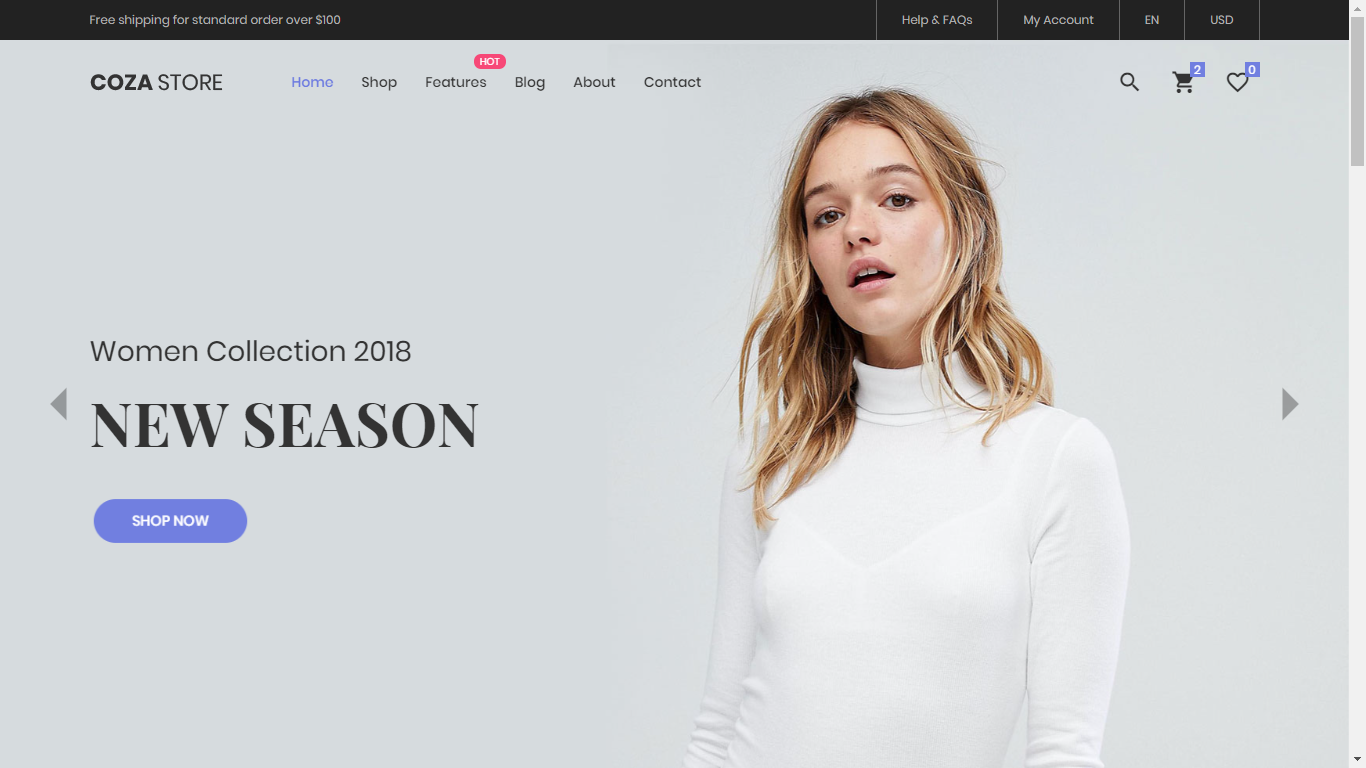 Free shipping for standard order over $100
Help & FAQs
My Account
EN
USD
COZA STORE
Home
Shop
Features
HOT
Blog
About
Contact
2
0
Women Collection 2018
NEW SEASON
SHOP NOW